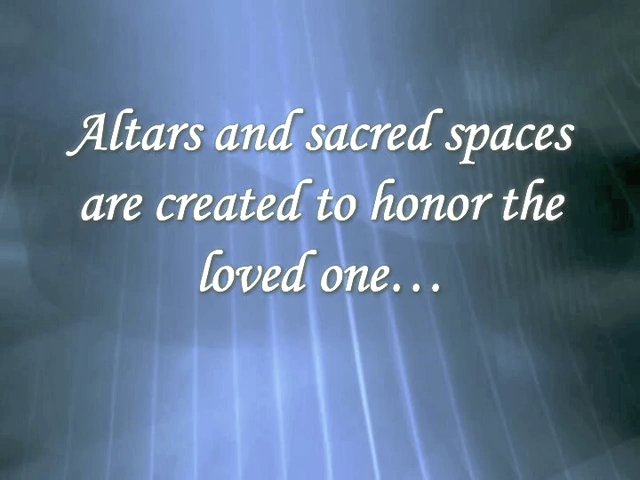 Altars and sacred spaces
are created to honor the
loved one…